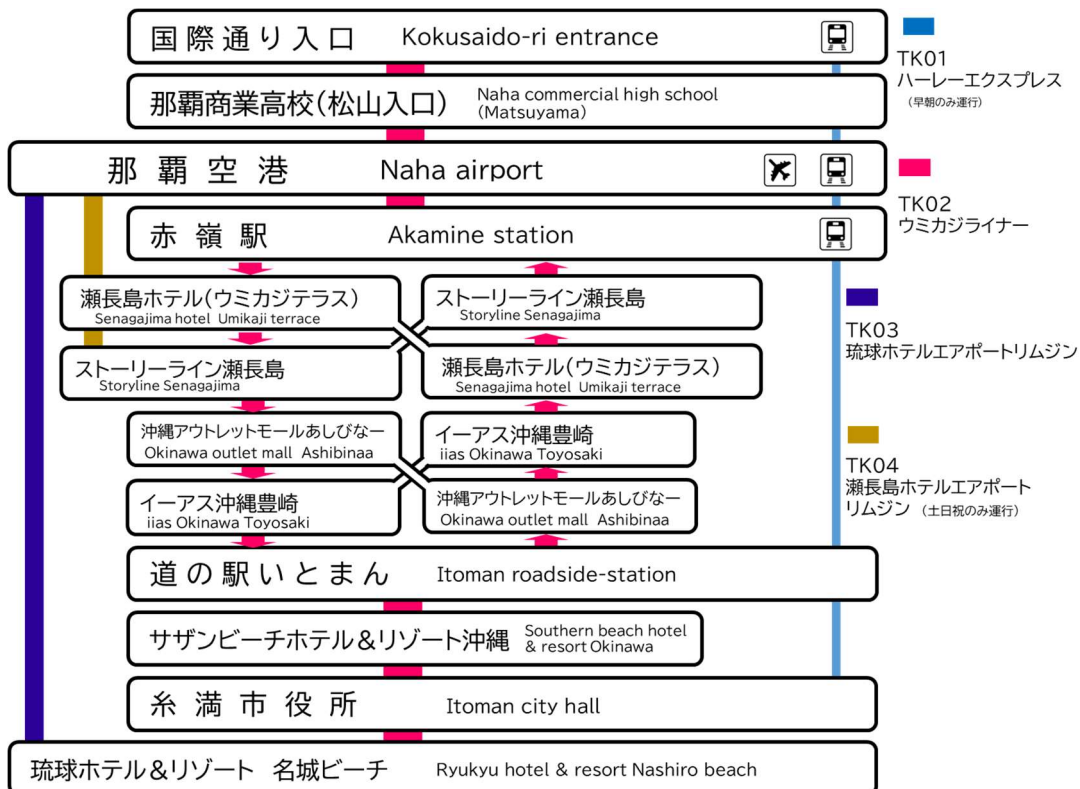 国際通り入口 Kokusaido-ri entrance
那覇商業高校(松山入口) Naha commercial high school
(Matsuyama)
那覇空港 Naha airport
赤嶺駅 Akamine station
瀬長島ホテル(ウミカジテラス)
Senagajima hotel Umikaji terrace
ストーリーライン瀬長島
Storyline Senagajima
ストーリーライン瀬長島
Storyline Senagajima
瀬長島ホテル(ウミカジテラス)
Senagajima hotel Umikaji terrace
沖縄アウトレットモールあしびなー
Okinawa outlet mall Ashibinaa
イーアス沖縄豊崎
iias Okinawa Toyosaki
イーアス沖縄豊崎
iias Okinawa Toyosaki
沖縄アウトレットモールあしびなー
Okinawa outlet mall Ashibinaa
道の駅いとまん Itoman roadside-station
サザンビーチホテル&リゾート沖縄 Southern beach hotel
& resort Okinawa
糸満市役所 Itoman city hall
琉球ホテル&リゾート 名城ビーチ Ryukyu hotel & resort Nashiro beach
TK01
ハーレーエクスプレス
(早朝のみ運行)
TK02
ウミカジライナー
TK03
琉球ホテルエアポートリムジン
TK04
瀬長島ホテルエアポート
リムジン (土日祝のみ運行)